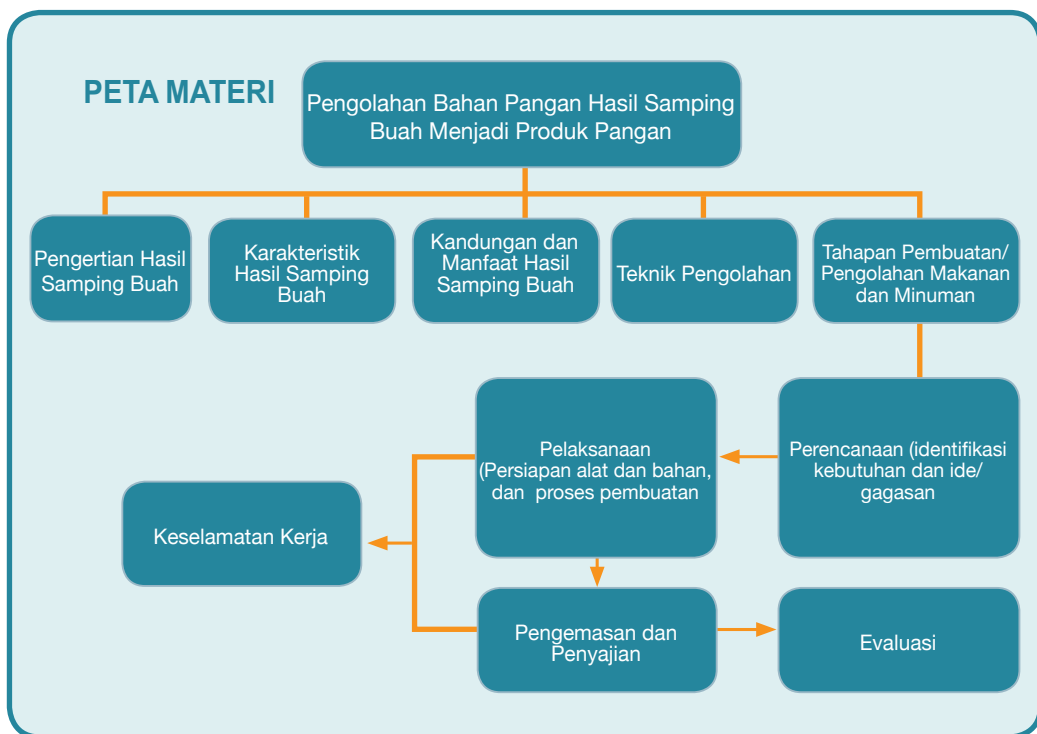 PETA MATERI
Pengolahan Bahan Pangan Hasil Samping
Buah Menjadi Produk Pangan
Pengertian Hasil
Samping Buah
Karakteristik
Hasil Samping
Buah
Kandungan dan
Manfaat Hasil
Samping Buah
Teknik Pengolahan
Tahapan Pembuatan/
Pengolahan Makanan
dan Minuman
Perencanaan (identifikasi
kebutuhan dan ide/
gagasan
Pelaksanaan
(Persiapan alat dan bahan,
dan proses pembuatan
Keselamatan Kerja
Pengemasan dan
Penyajian
Evaluasi